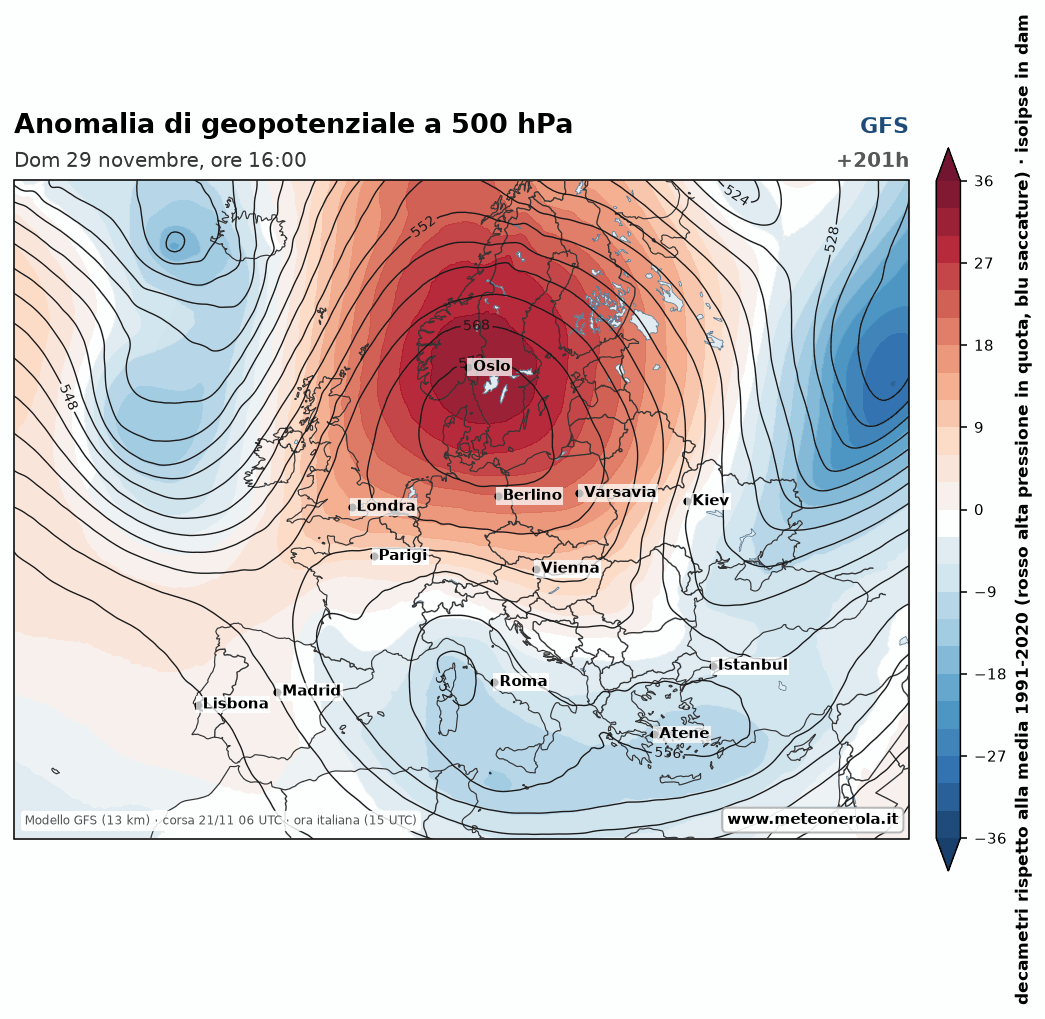 Anomalia di geopotenziale a 500 hPa
GFS
Dom 29 novembre, ore 16:00
+201h
524
552
528
568
Oslo
548
Berlino
Varsavia
Kiev
Londra
Parigi
Vienna
Istanbul
Roma
Madrid
Lisbona
Atene
556
Modello GFS (13 km) · corsa 21/11 06 UTC · ora italiana (15 UTC)
www.meteonerola.it
36
27
18
9
0
−9
−18
−27
−36
decametri rispetto alla media 1991-2020 (rosso alta pressione in quota, blu saccature) · isoipse in dam